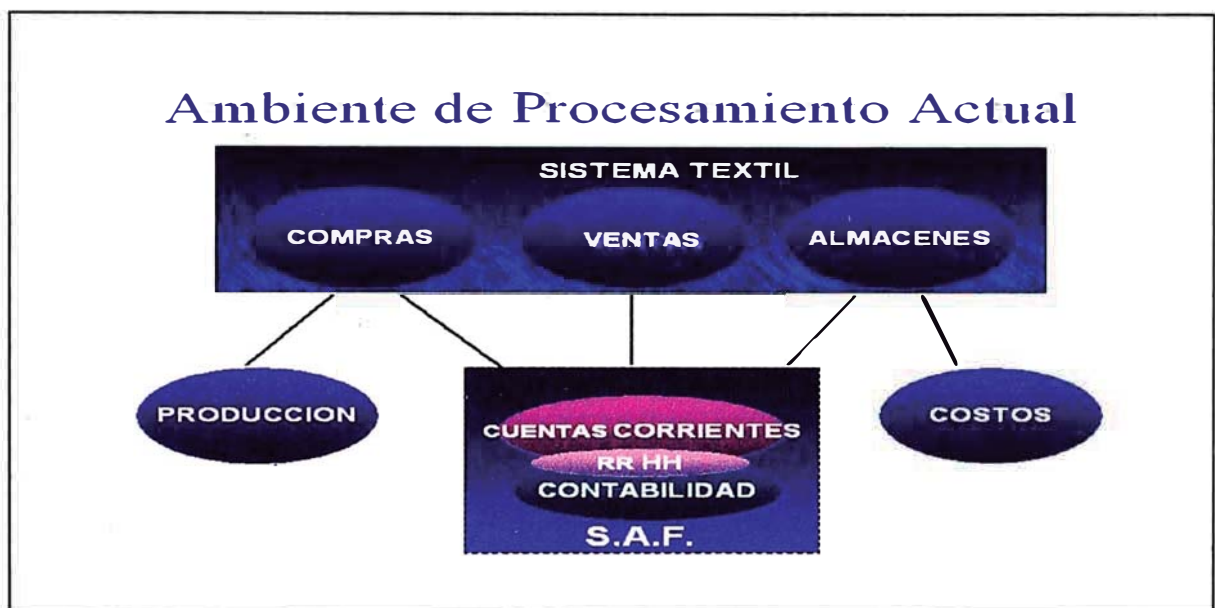 Ambiente de Procesamiento Actual
SISTEMA TEXTIL
COMPRAS VENTAS ALMACENES
PRODUCCION CUENTAS CORRIENTES COSTOS
RR HH
CONTABILIDAD
S.A.F.